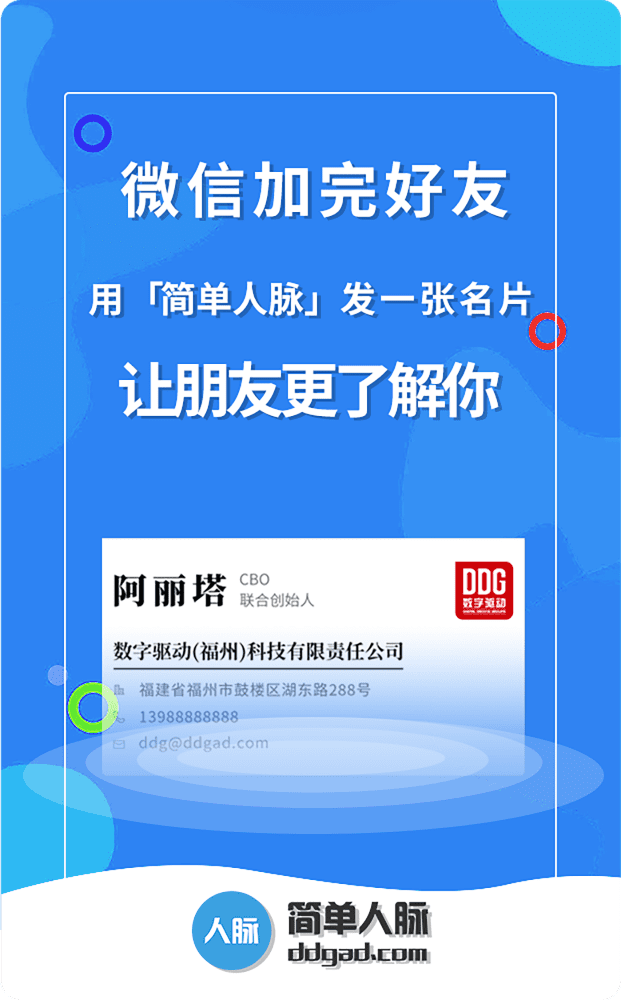 微信加完好友
用「简单人脉」发一张名片
让朋友更了解你
阿丽塔 CBO
联合创始人
DDG
数字驱动
数字驱动(福州)科技有限责任公司
福建省福州市鼓楼区湖东路288号
13988888888
ddg@ddgad.com
人脉
简单人脉
ddgad.com